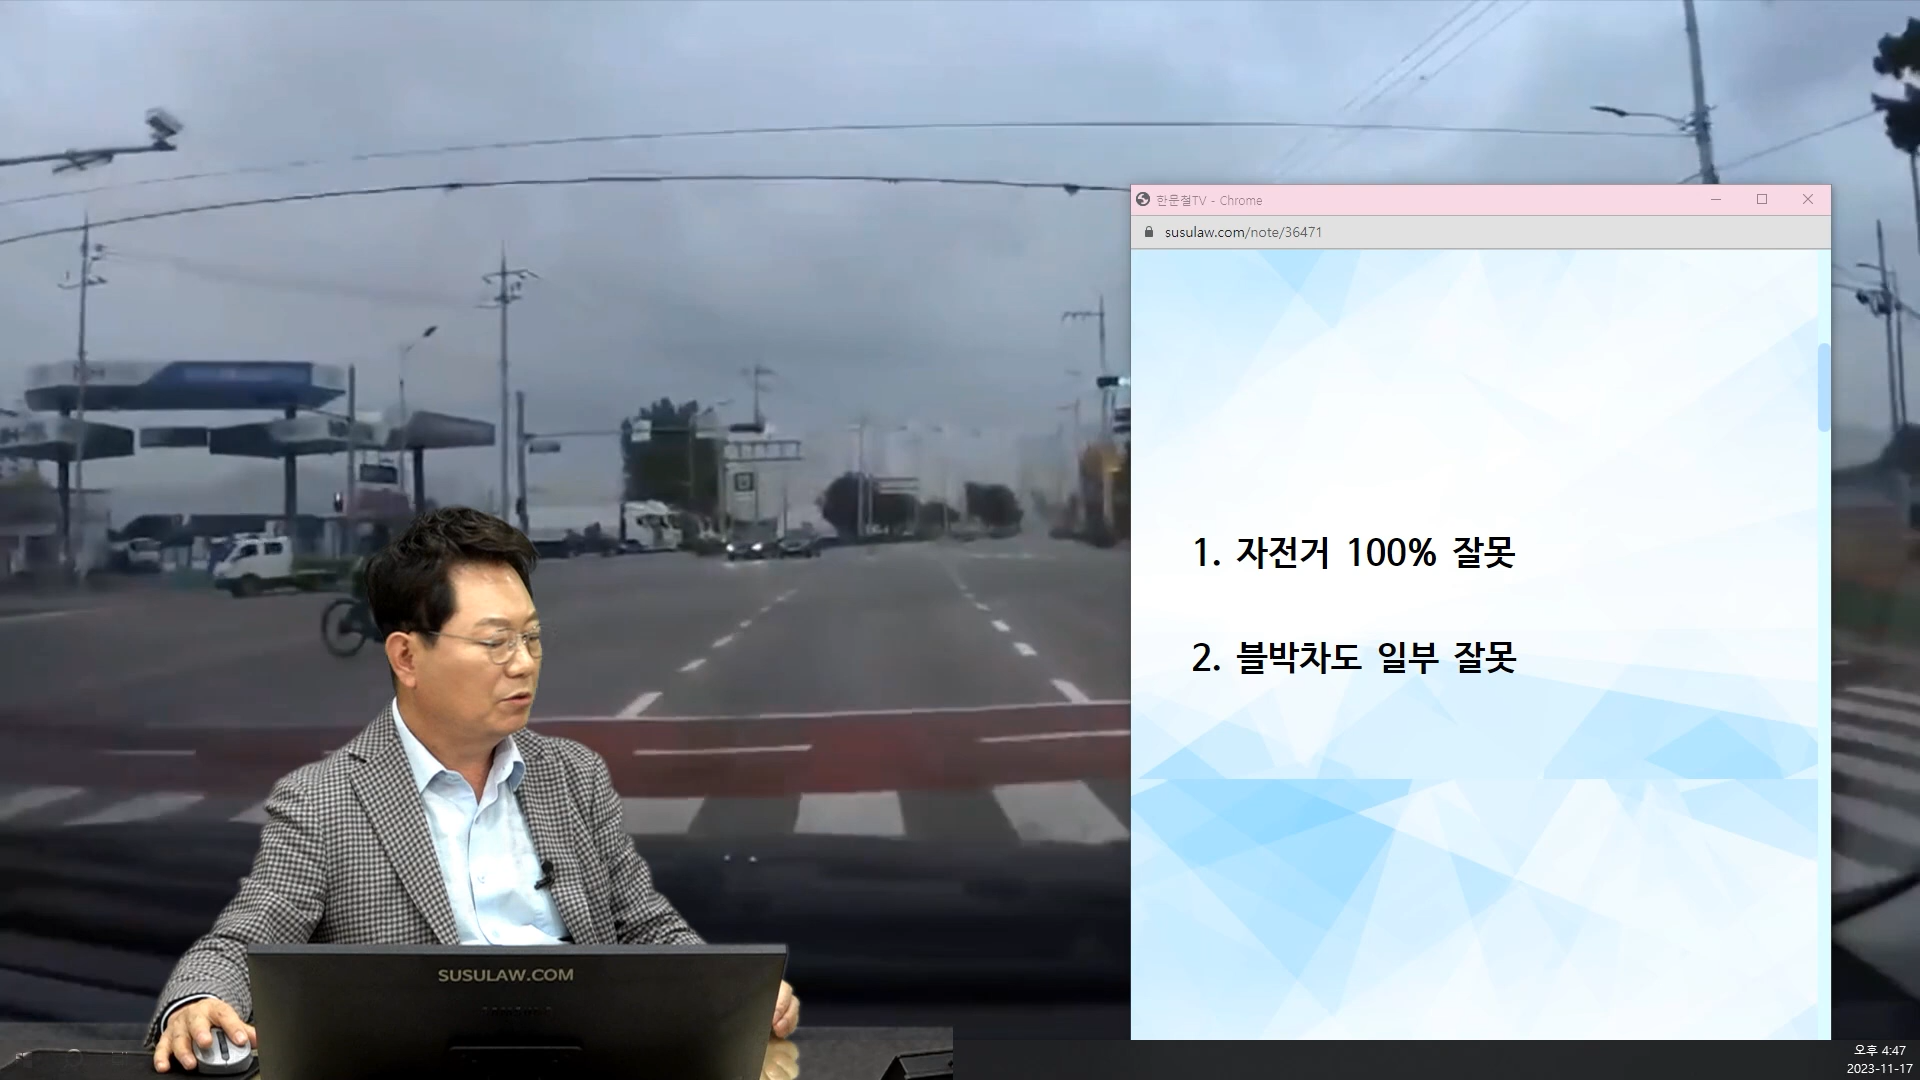 한문철TV - Chrome
susulaw.com/note/36471
1. 자전거 100% 잘못
2. 블박차도 일부 잘못
SUSULAW.COM
오후 4:47
2023-11-17